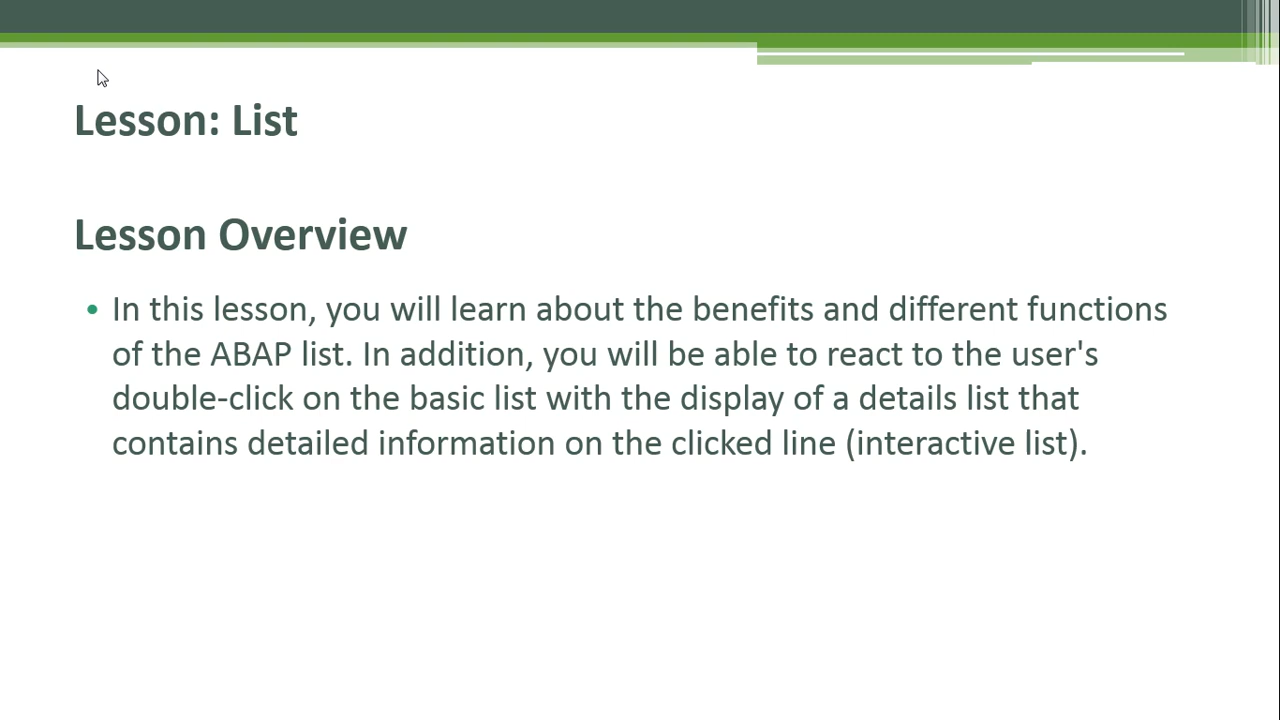 Lesson: List
Lesson Overview
• In this lesson, you will learn about the benefits and different functions
of the ABAP list. In addition, you will be able to react to the user's
double-click on the basic list with the display of a details list that
contains detailed information on the clicked line (interactive list).